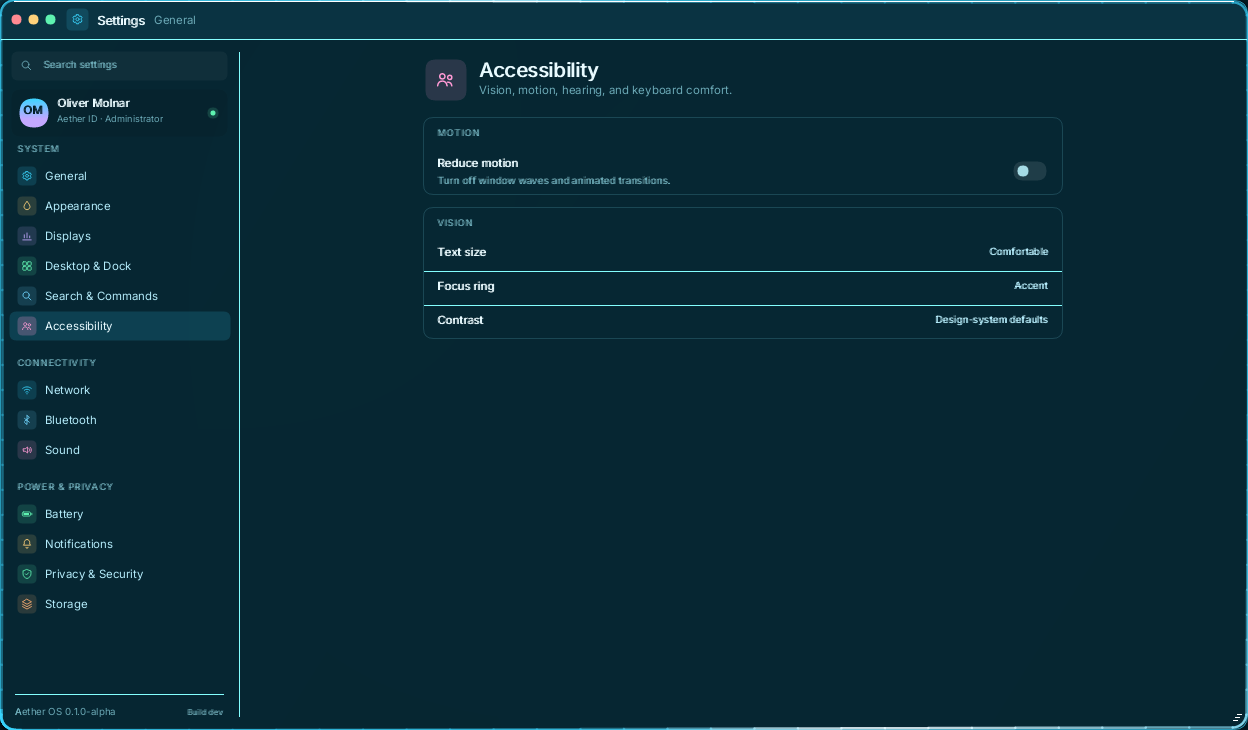 Settings General
Search settings
OM
Oliver Molnar
Aether ID · Administrator
SYSTEM
General
Appearance
Displays
Desktop & Dock
Search & Commands
Accessibility
CONNECTIVITY
Network
Bluetooth
Sound
POWER & PRIVACY
Battery
Notifications
Privacy & Security
Storage
Aether OS 0.1.0-alpha
Build dev
Accessibility
Vision, motion, hearing, and keyboard comfort.
MOTION
Reduce motion
Turn off window waves and animated transitions.
VISION
Text size Comfortable
Focus ring Accent
Contrast Design-system defaults